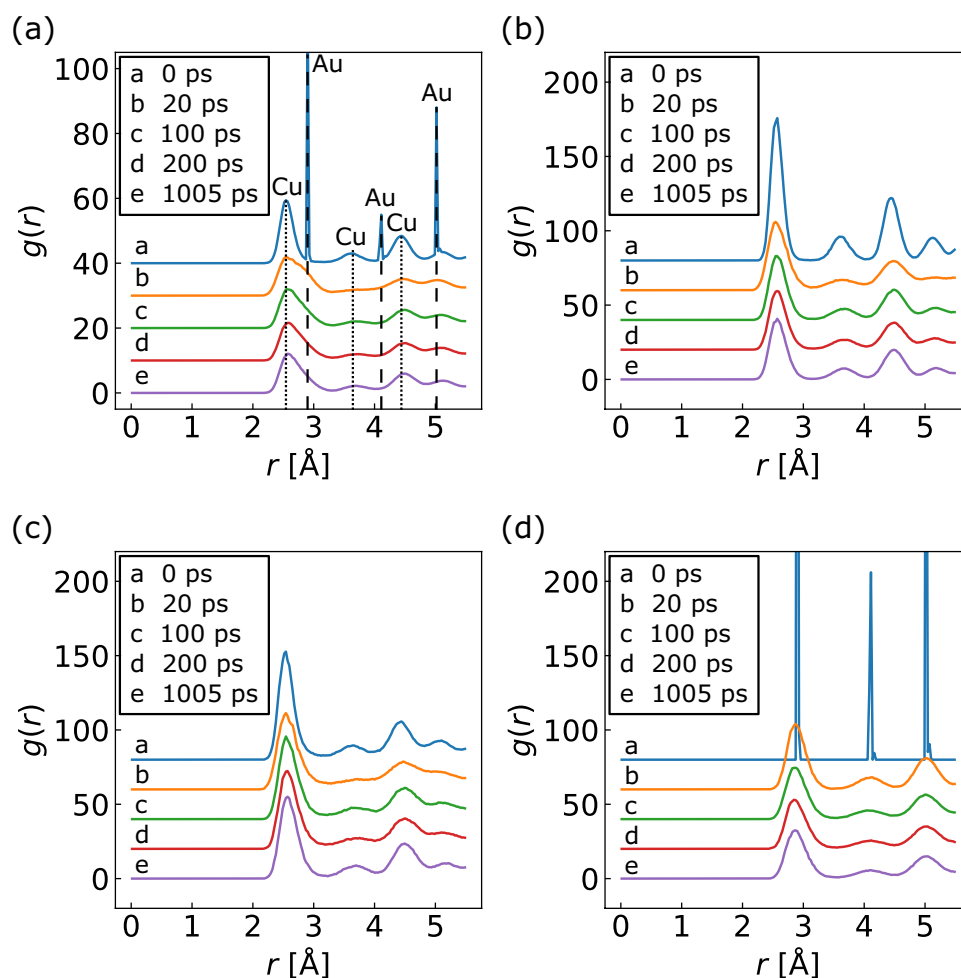 (a)
g(r)
100
80
60
40
20
0
a 0 ps
b 20 ps
c 100 ps
d 200 ps
e 1005 ps
Au
Au
Cu
Au
Cu
Cu
a
b
c
d
e
0 1 2 3 4 5
r [Å]
(b)
g(r)
200
150
100
50
0
a 0 ps
b 20 ps
c 100 ps
d 200 ps
e 1005 ps
a
b
c
d
e
0 1 2 3 4 5
r [Å]
(c)
g(r)
200
150
100
50
0
a 0 ps
b 20 ps
c 100 ps
d 200 ps
e 1005 ps
a
b
c
d
e
0 1 2 3 4 5
r [Å]
(d)
g(r)
200
150
100
50
0
a 0 ps
b 20 ps
c 100 ps
d 200 ps
e 1005 ps
a
b
c
d
e
0 1 2 3 4 5
r [Å]